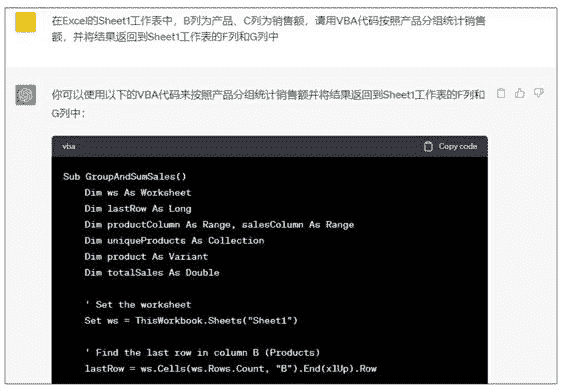 在Excel的Sheet1工作表中，B列为产品、C列为销售额，请用VBA代码按照产品分组统计销售
额，并将结果返回到Sheet1工作表的F列和G列中
你可以使用以下的VBA代码来按照产品分组统计销售额并将结果返回到Sheet1工作表的F列和
G列中：
vba Copy code
Sub GroupAndSumSales()
    Dim ws As Worksheet
    Dim lastRow As Long
    Dim productColumn As Range, salesColumn As Range
    Dim uniqueProducts As Collection
    Dim product As Variant
    Dim totalSales As Double
    ' Set the worksheet
    Set ws = ThisWorkbook.Sheets("Sheet1")
    ' Find the last row in column B (Products)
    lastRow = ws.Cells(ws.Rows.Count, "B").End(xlUp).Row